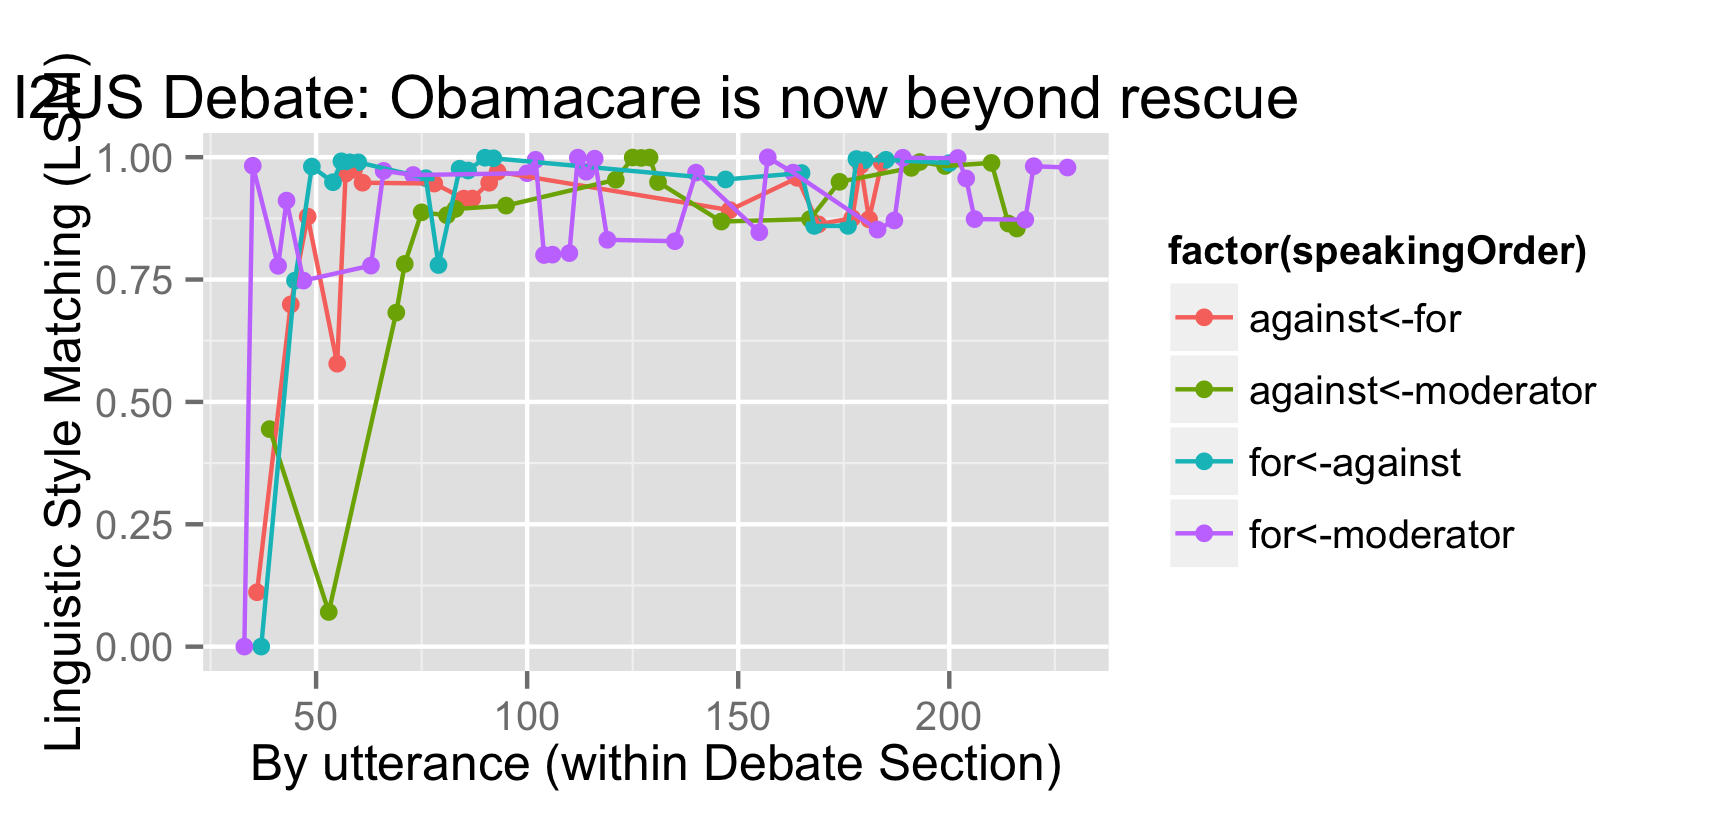 I2US Debate: Obamacare is now beyond rescue
Linguistic Style Matching (LSM)
1.00
0.75
0.50
0.25
0.00
50 100 150 200
By utterance (within Debate Section)
factor(speakingOrder)
against<-for
against<-moderator
for<-against
for<-moderator